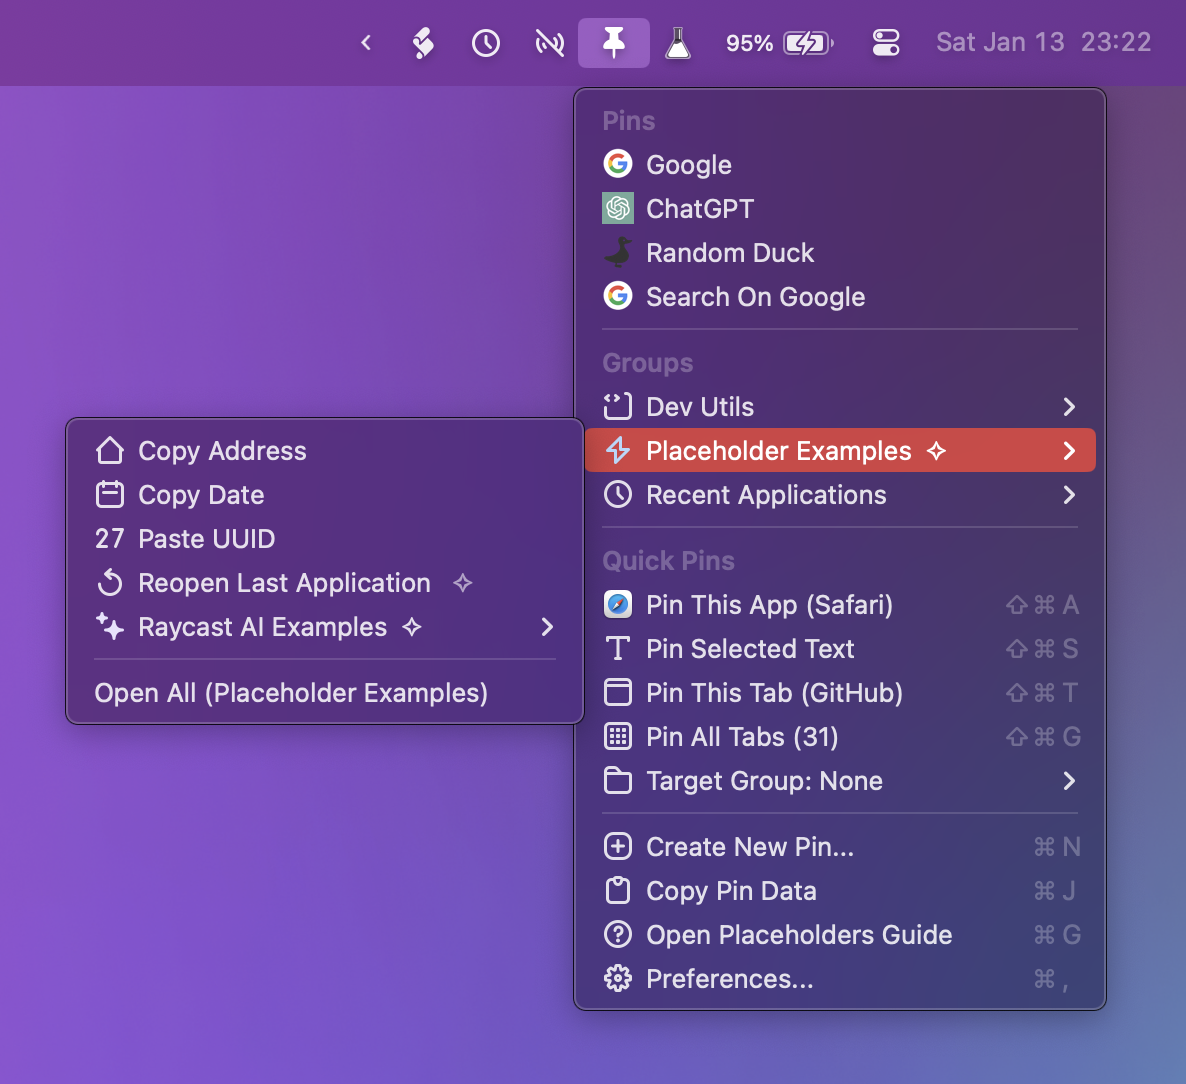 95%
Sat Jan 13 23:22
Pins
Google
ChatGPT
Random Duck
Search On Google
Groups
Dev Utils
Placeholder Examples
Recent Applications
Quick Pins
Pin This App (Safari) ⇧ ⌘ A
Pin Selected Text ⇧ ⌘ S
Pin This Tab (GitHub) ⇧ ⌘ T
Pin All Tabs (31) ⇧ ⌘ G
Target Group: None
Create New Pin... ⌘ N
Copy Pin Data ⌘ J
Open Placeholders Guide ⌘ G
Preferences... ⌘ ,
Copy Address
Copy Date
27 Paste UUID
Reopen Last Application
Raycast AI Examples
Open All (Placeholder Examples)